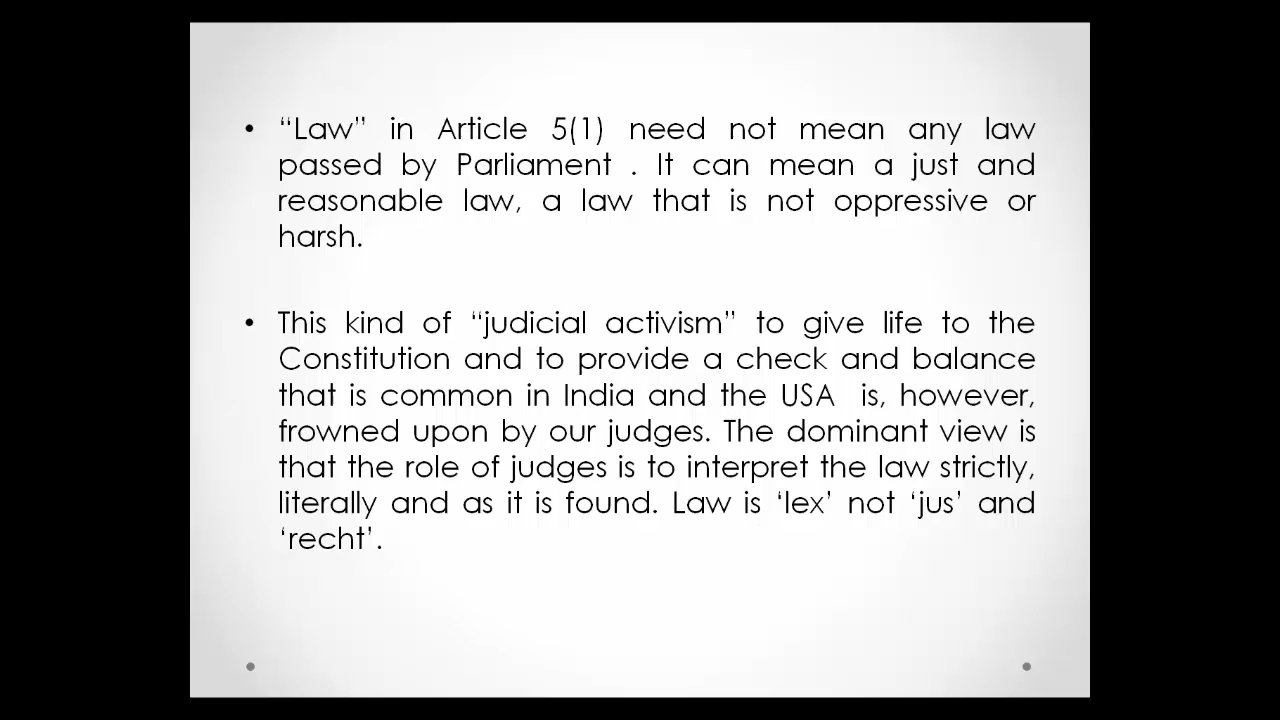 • “Law” in Article 5(1) need not mean any law
passed by Parliament . It can mean a just and
reasonable law, a law that is not oppressive or
harsh.
• This kind of “judicial activism” to give life to the
Constitution and to provide a check and balance
that is common in India and the USA is, however,
frowned upon by our judges. The dominant view is
that the role of judges is to interpret the law strictly,
literally and as it is found. Law is ‘lex’ not ‘jus’ and
‘recht’.